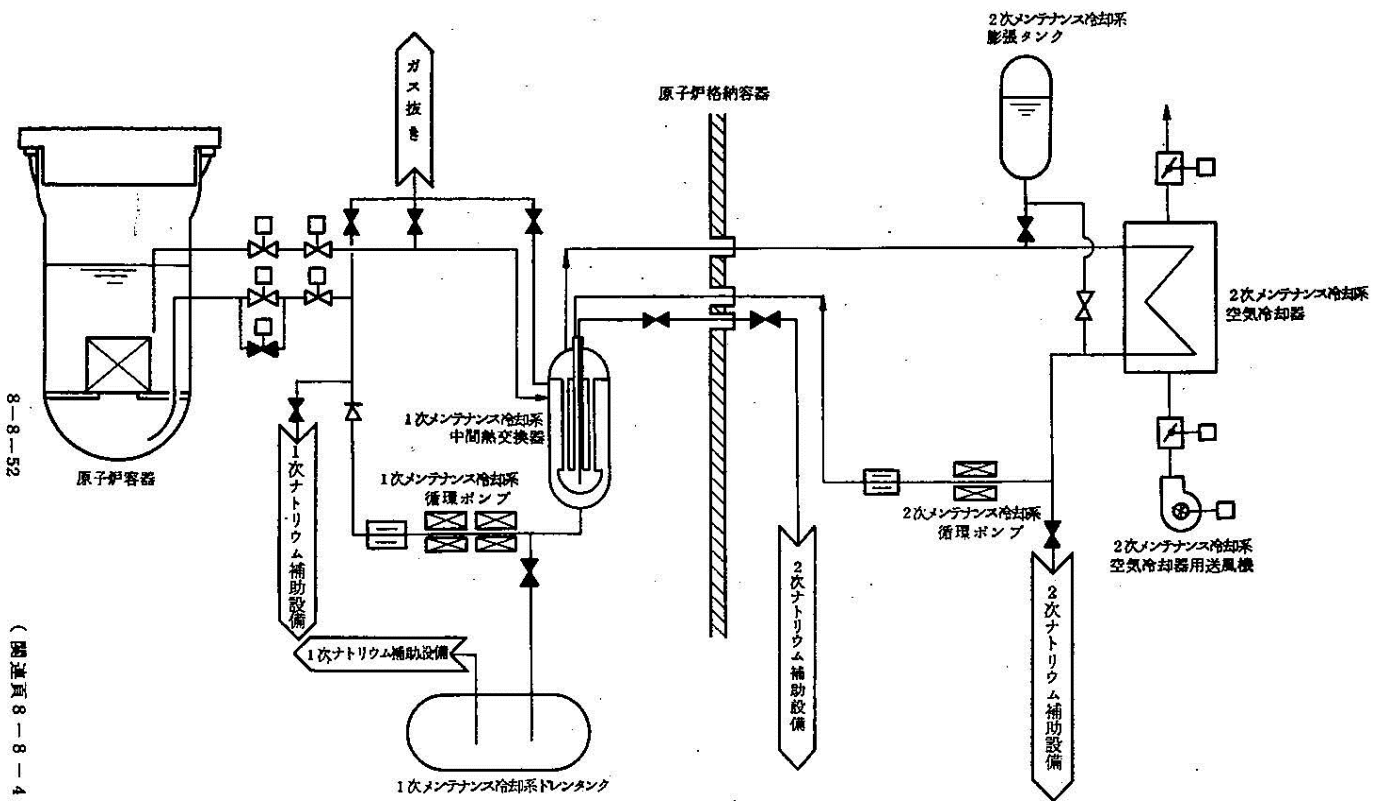 2次メンテナンス冷却系
膨張タンク
ガス抜き
原子炉格納容器
2次メンテナンス冷却系
空気冷却器
1次メンテナンス冷却系
中間熱交換器
原子炉容器
1次メンテナンス冷却系
循環ポンプ
1次ナトリウム補助設備
2次メンテナンス冷却系
循環ポンプ
2次メンテナンス冷却系
空気冷却器用送風機
2次ナトリウム補助設備
2次ナトリウム補助設備
1次ナトリウム補助設備
1次メンテナンス冷却系ドレンタンク
8-8-52
(関連頁8-8-4